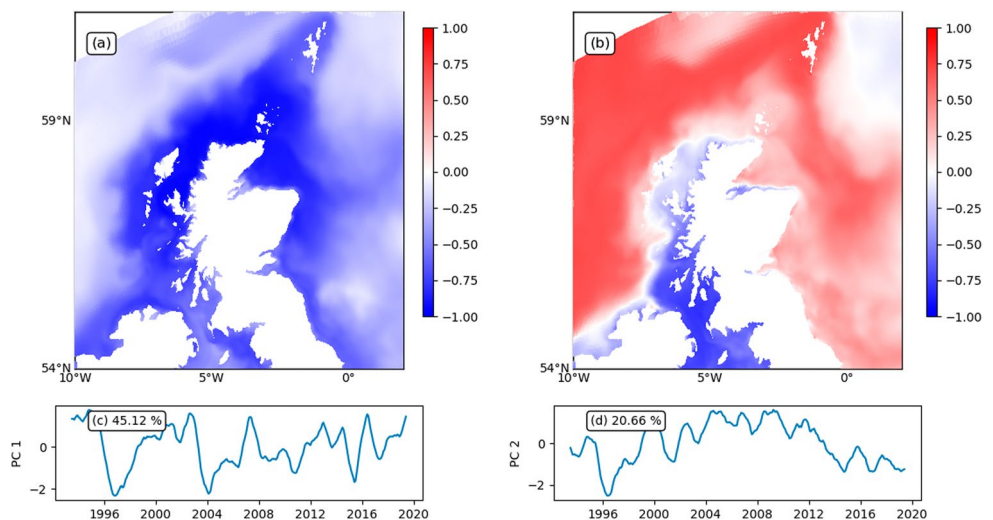 (a)
59°N
54°N
10°W
5°W
0°
1.00
0.75
0.50
0.25
0.00
−0.25
−0.50
−0.75
−1.00
(b)
59°N
54°N
10°W
5°W
0°
1.00
0.75
0.50
0.25
0.00
−0.25
−0.50
−0.75
−1.00
(c) 45.12 %
PC 1
0
−2
1996
2000
2004
2008
2012
2016
2020
(d) 20.66 %
PC 2
0
−2
1996
2000
2004
2008
2012
2016
2020